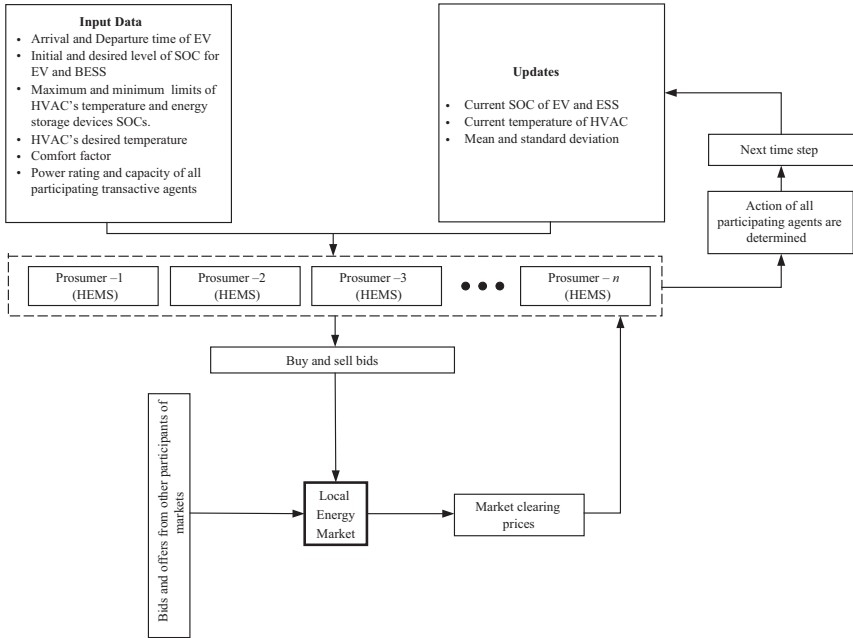 Input Data
• Arrival and Departure time of EV
• Initial and desired level of SOC for
EV and BESS
• Maximum and minimum limits of
HVAC's temperature and energy
storage devices SOCs.
• HVAC's desired temperature
• Comfort factor
• Power rating and capacity of all
participating transactive agents
Updates
• Current SOC of EV and ESS
• Current temperature of HVAC
• Mean and standard deviation
Next time step
Action of all
participating agents are
determined
Prosumer –1
(HEMS)
Prosumer –2
(HEMS)
Prosumer –3
(HEMS)
Prosumer – n
(HEMS)
Buy and sell bids
Bids and offers from other participants of
markets
Local
Energy
Market
Market clearing
prices